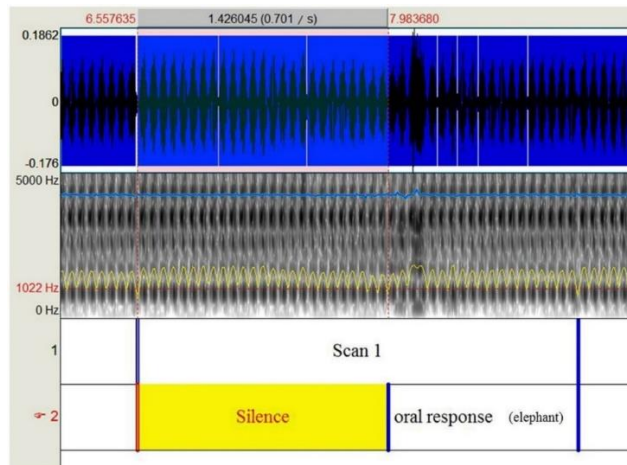 6.557635 1.426045 (0.701 / s) 7.983680
0.1862
0
-0.176
5000 Hz
1022 Hz
0 Hz
1 Scan 1
☞ 2 Silence oral response (elephant)